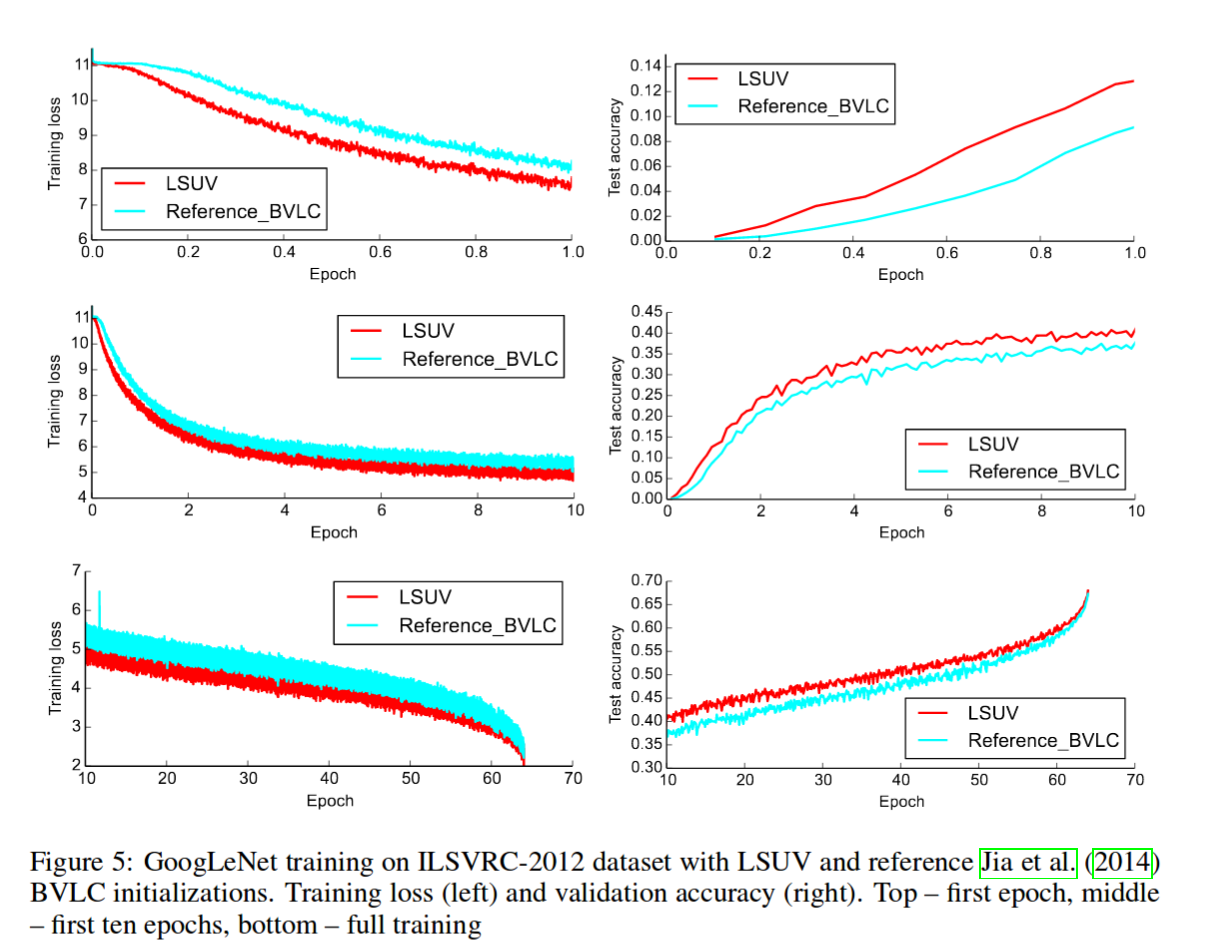 11
10
9
8
7
6
Training loss
LSUV
Reference_BVLC
0.0 0.2 0.4 0.6 0.8 1.0
Epoch
0.14
0.12
0.10
0.08
0.06
0.04
0.02
0.00
Test accuracy
LSUV
Reference_BVLC
0.0 0.2 0.4 0.6 0.8 1.0
Epoch
11
10
9
8
7
6
5
4
Training loss
LSUV
Reference_BVLC
0 2 4 6 8 10
Epoch
0.45
0.40
0.35
0.30
0.25
0.20
0.15
0.10
0.05
0.00
Test accuracy
LSUV
Reference_BVLC
0 2 4 6 8 10
Epoch
7
6
5
4
3
2
Training loss
LSUV
Reference_BVLC
10 20 30 40 50 60 70
Epoch
0.70
0.65
0.60
0.55
0.50
0.45
0.40
0.35
0.30
Test accuracy
LSUV
Reference_BVLC
10 20 30 40 50 60 70
Epoch
Figure 5: GoogLeNet training on ILSVRC-2012 dataset with LSUV and reference Jia et al. (2014)
BVLC initializations. Training loss (left) and validation accuracy (right). Top – first epoch, middle
– first ten epochs, bottom – full training